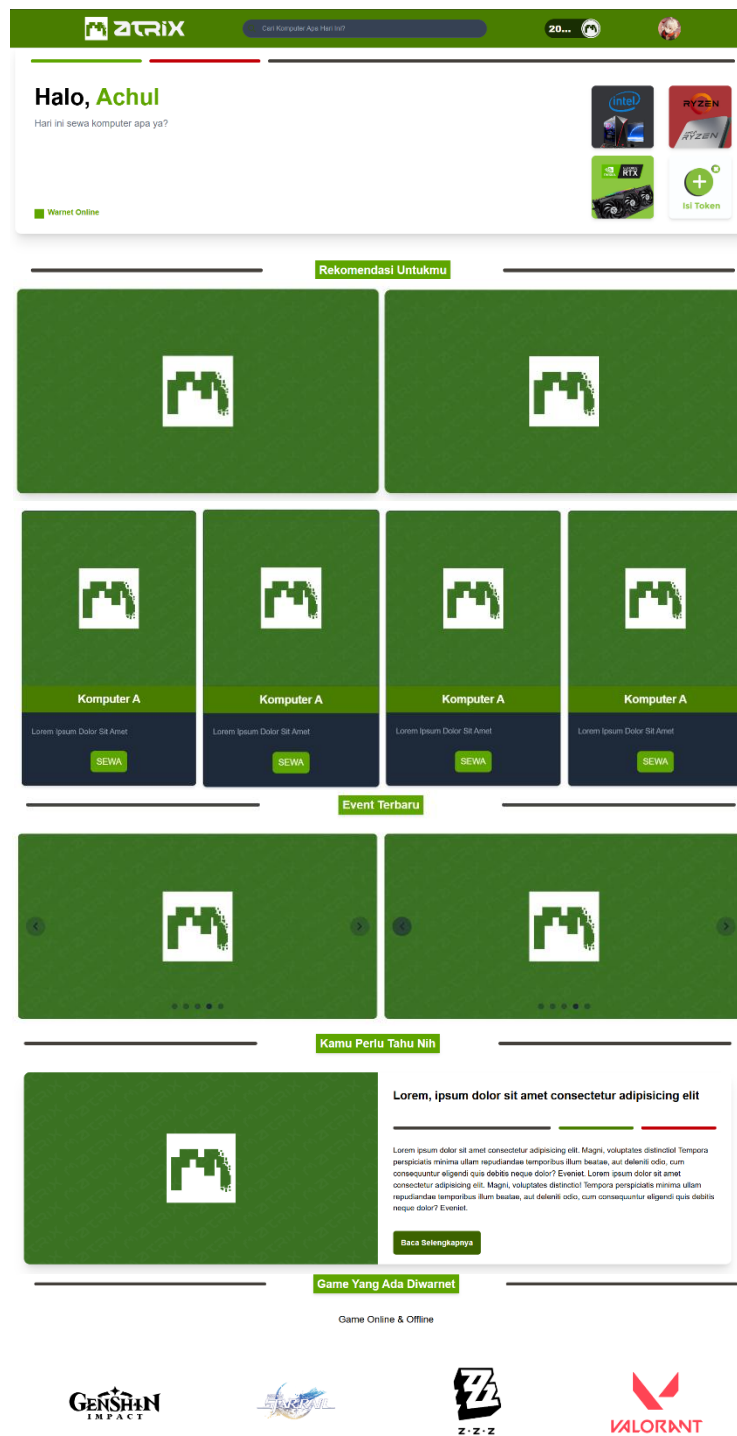 ZTRIX
Cari Komputer Apa Hari Ini?
20...
Halo, Achul
Hari ini sewa komputer apa ya?
Warnet Online
intel
RYZEN
RYZEN
RTX
Isi Token
Rekomendasi Untukmu
Komputer A
Komputer A
Komputer A
Komputer A
Lorem Ipsum Dolor Sit Amet
Lorem Ipsum Dolor Sit Amet
Lorem Ipsum Dolor Sit Amet
Lorem Ipsum Dolor Sit Amet
SEWA
SEWA
SEWA
SEWA
Event Terbaru
Kamu Perlu Tahu Nih
Lorem, ipsum dolor sit amet consectetur adipisicing elit
Lorem ipsum dolor sit amet consectetur adipisicing elit. Magni, voluptates distinctio! Tempora
perspiciatis minima ullam repudiandae temporibus illum beatae, aut deleniti odio, cum
consequuntur eligendi quis debitis neque dolor? Eveniet. Lorem ipsum dolor sit amet
consectetur adipisicing elit. Magni, voluptates distinctio! Tempora perspiciatis minima ullam
repudiandae temporibus illum beatae, aut deleniti odio, cum consequuntur eligendi quis debitis
neque dolor? Eveniet.
Baca Selengkapnya
Game Yang Ada Diwarnet
Game Online & Offline
GENSHIN
IMPACT
STAR RAIL
Z·Z·Z
VALORANT